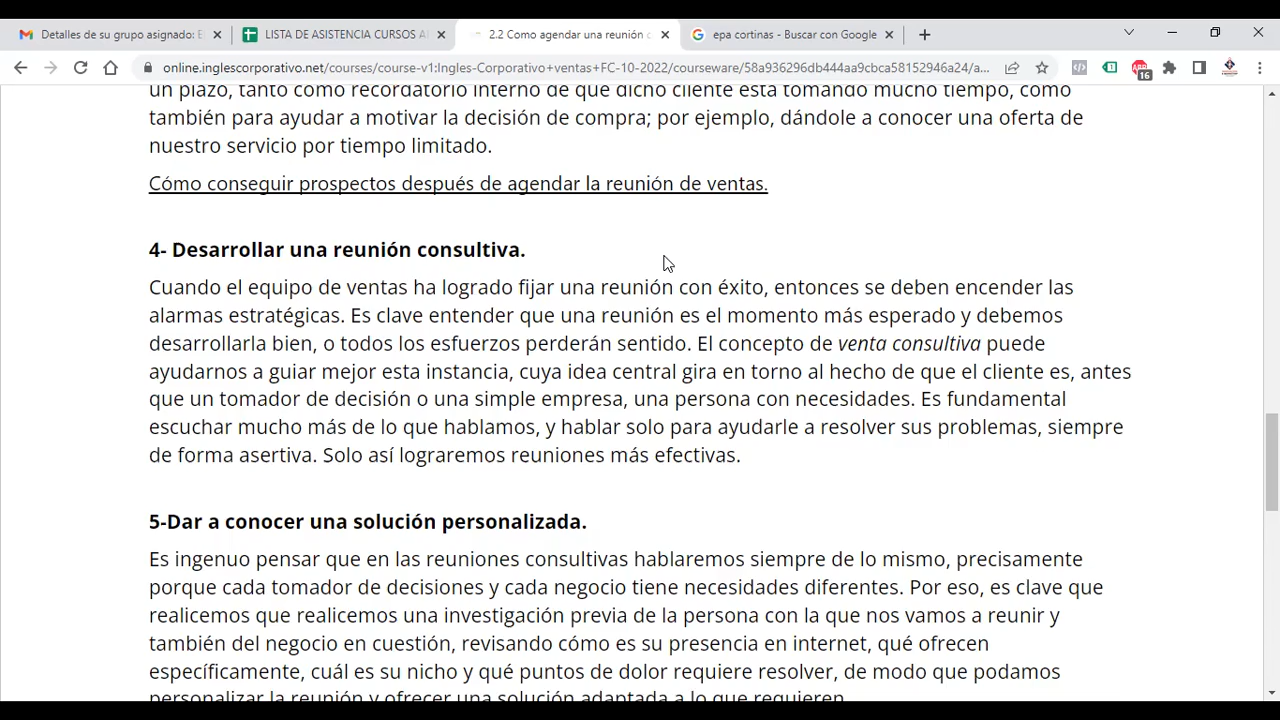 Detalles de su grupo asignado: E
LISTA DE ASISTENCIA CURSOS A
2.2 Como agendar una reunión c
epa cortinas - Buscar con Google
online.inglescorporativo.net/courses/course-v1:Ingles-Corporativo+ventas+FC-10-2022/courseware/58a936296db444aa9cbca58152946a24/a...
16
un plazo, tanto como recordatorio interno de que dicho cliente está tomando mucho tiempo, como
también para ayudar a motivar la decisión de compra; por ejemplo, dándole a conocer una oferta de
nuestro servicio por tiempo limitado.
Cómo conseguir prospectos después de agendar la reunión de ventas.
4- Desarrollar una reunión consultiva.
Cuando el equipo de ventas ha logrado fijar una reunión con éxito, entonces se deben encender las
alarmas estratégicas. Es clave entender que una reunión es el momento más esperado y debemos
desarrollarla bien, o todos los esfuerzos perderán sentido. El concepto de venta consultiva puede
ayudarnos a guiar mejor esta instancia, cuya idea central gira en torno al hecho de que el cliente es, antes
que un tomador de decisión o una simple empresa, una persona con necesidades. Es fundamental
escuchar mucho más de lo que hablamos, y hablar solo para ayudarle a resolver sus problemas, siempre
de forma asertiva. Solo así lograremos reuniones más efectivas.
5-Dar a conocer una solución personalizada.
Es ingenuo pensar que en las reuniones consultivas hablaremos siempre de lo mismo, precisamente
porque cada tomador de decisiones y cada negocio tiene necesidades diferentes. Por eso, es clave que
realicemos que realicemos una investigación previa de la persona con la que nos vamos a reunir y
también del negocio en cuestión, revisando cómo es su presencia en internet, qué ofrecen
específicamente, cuál es su nicho y qué puntos de dolor requiere resolver, de modo que podamos
personalizar la reunión y ofrecer una solución adaptada a lo que requieren.